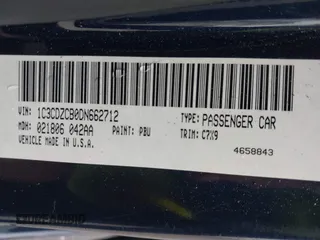 VIN: 1C3CDZCB0DN662712 TYPE: PASSENGER CAR
MDH: 021806 042AA PAINT: PBU TRIM: C7X9
VEHICLE MADE IN U.S.A. 4658843